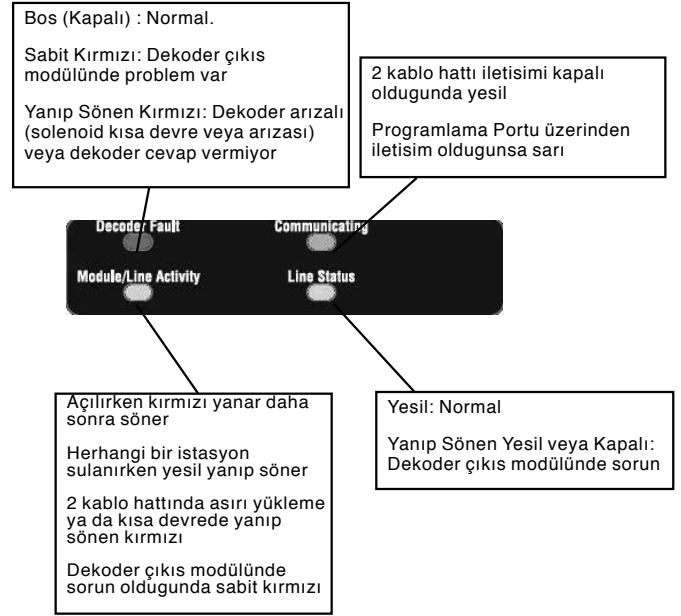 Bos (Kapalı) : Normal.
Sabit Kırmızı: Dekoder çıkıs
modülünde problem var
Yanıp Sönen Kırmızı: Dekoder arızalı
(solenoid kısa devre veya arızası)
veya dekoder cevap vermiyor
2 kablo hattı iletisimi kapalı
oldugunda yesil
Programlama Portu üzerinden
iletisim oldugunsa sarı
Decoder Fault
Communicating
Module/Line Activity
Line Status
Açılırken kırmızı yanar daha
sonra söner
Herhangi bir istasyon
sulanırken yesil yanıp söner
2 kablo hattında asırı yükleme
ya da kısa devrede yanıp
sönen kırmızı
Dekoder çıkıs modülünde
sorun oldugunda sabit kırmızı
Yesil: Normal
Yanıp Sönen Yesil veya Kapalı:
Dekoder çıkıs modülünde sorun